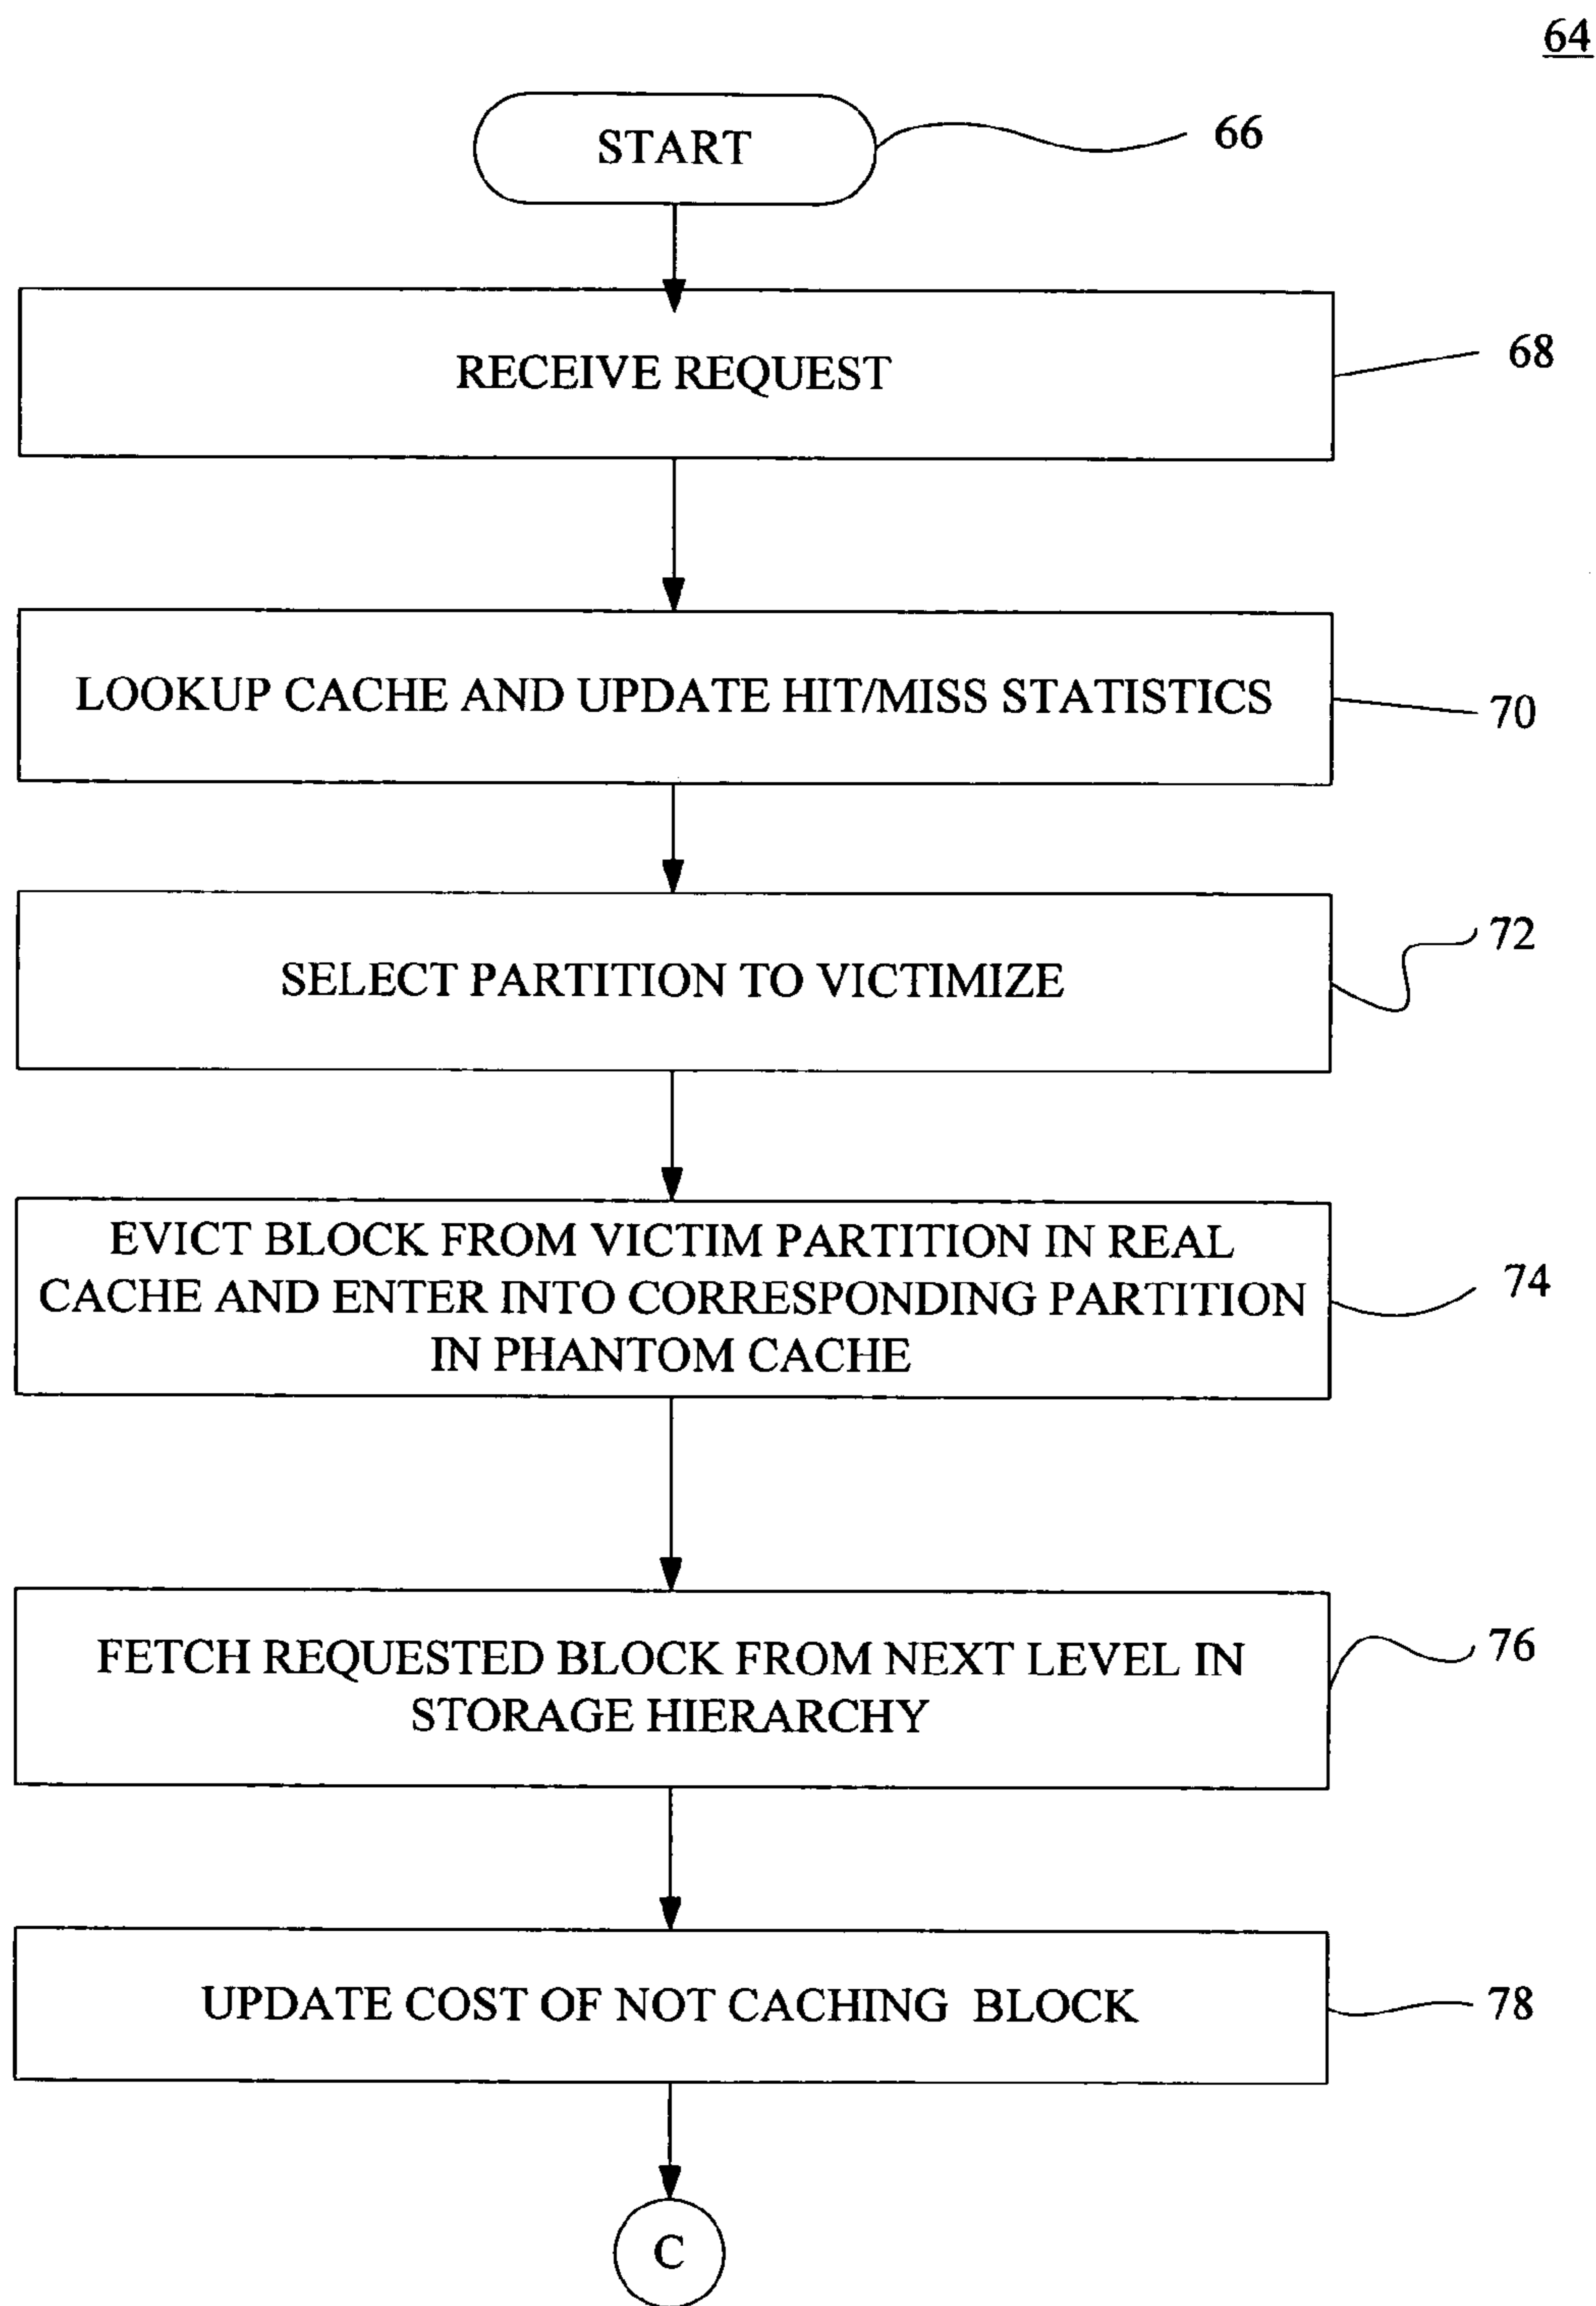 64
START
66
RECEIVE REQUEST
68
LOOKUP CACHE AND UPDATE HIT/MISS STATISTICS
70
SELECT PARTITION TO VICTIMIZE
72
EVICT BLOCK FROM VICTIM PARTITION IN REAL
CACHE AND ENTER INTO CORRESPONDING PARTITION
IN PHANTOM CACHE
74
FETCH REQUESTED BLOCK FROM NEXT LEVEL IN
STORAGE HIERARCHY
76
UPDATE COST OF NOT CACHING BLOCK
78
C